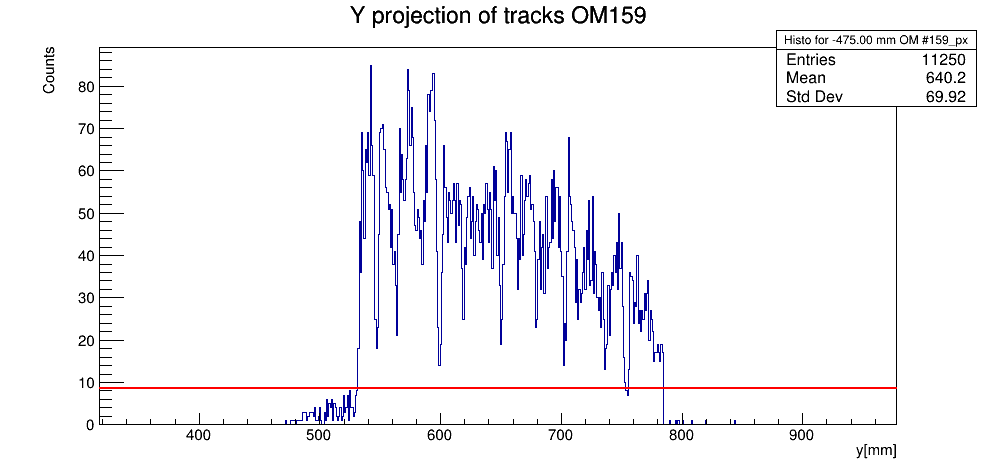 Y projection of tracks OM159
Histo for -475.00 mm OM #159_px
Entries 11250
Mean 640.2
Std Dev 69.92
Counts
80
70
60
50
40
30
20
10
0
400 500 600 700 800 900
y[mm]